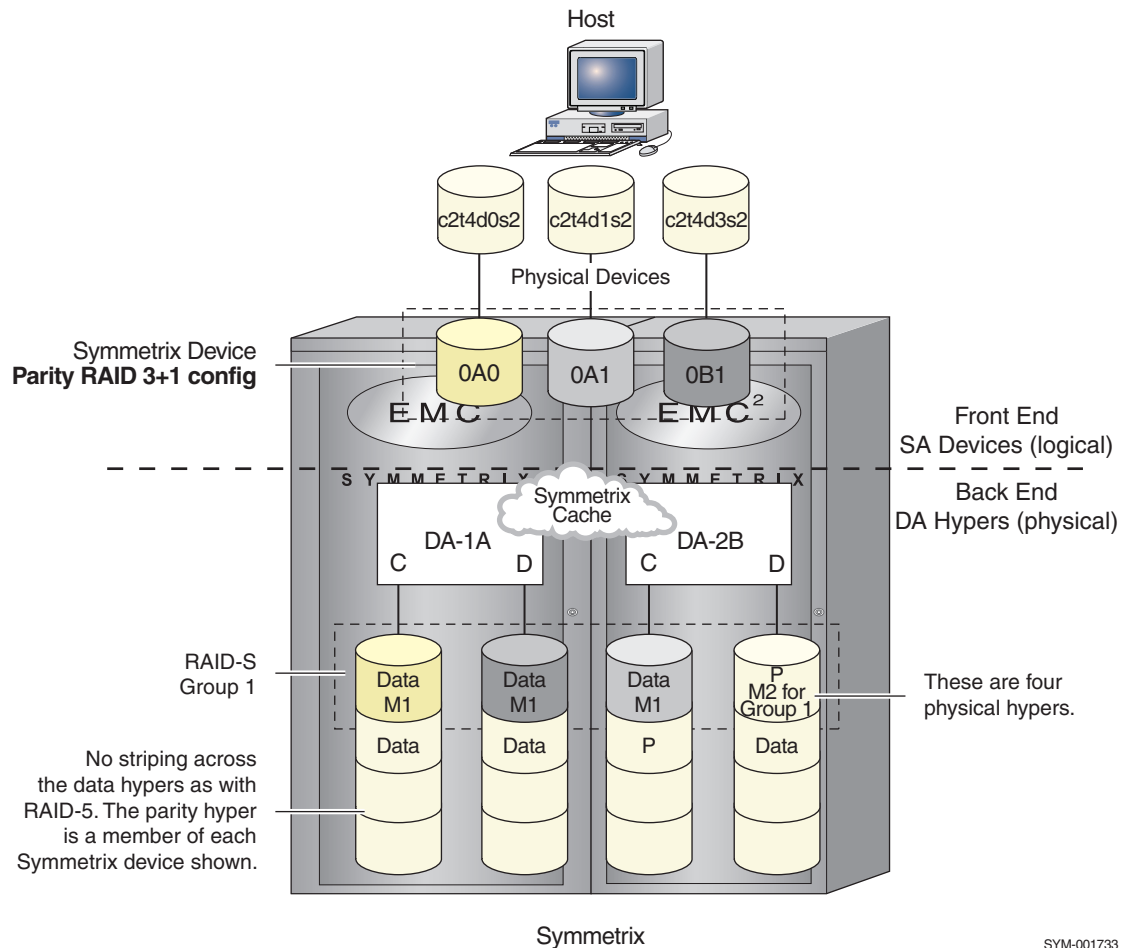 Host
c2t4d0s2
c2t4d1s2
c2t4d3s2
Physical Devices
Symmetrix Device
Parity RAID 3+1 config
0A0
0A1
0B1
EMC
EMC2
Front End
SA Devices (logical)
SYMMETRIX
SYMMETRIX
Back End
DA Hypers (physical)
Symmetrix
Cache
DA-1A
C
D
DA-2B
C
D
RAID-S
Group 1
Data
M1
Data
M1
Data
M1
P
M2 for
Group 1
These are four
physical hypers.
Data
Data
P
Data
No striping across
the data hypers as with
RAID-5. The parity hyper
is a member of each
Symmetrix device shown.
Symmetrix
SYM-001733